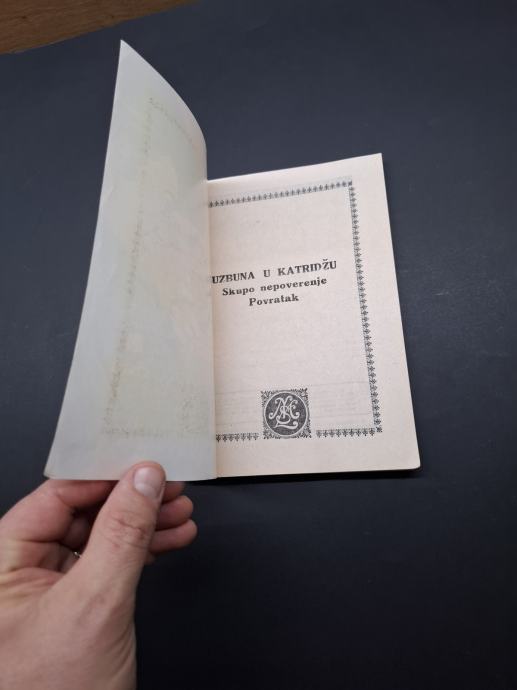 UZBUNA U KATRIDŽU
Skupo nepoverenje
Povratak